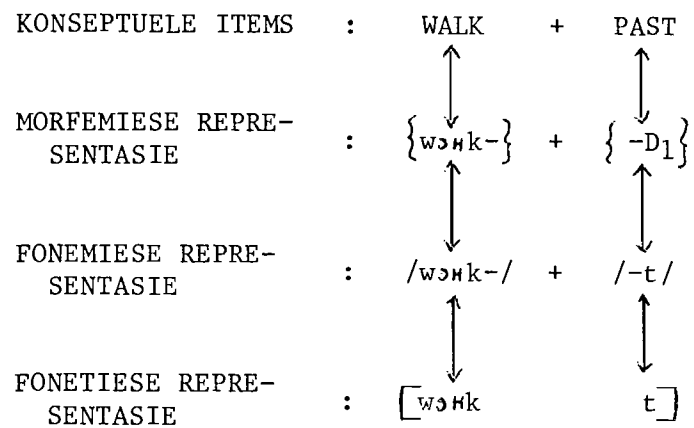 KONSEPTUELE ITEMS : WALK + PAST
MORFEMIESE REPRE-
SENTASIE : {wɔʜk-} + { -D1}
FONEMIESE REPRE-
SENTASIE : /wɔʜk-/ + /-t/
FONETIESE REPRE-
SENTASIE : [wɔʜk t]